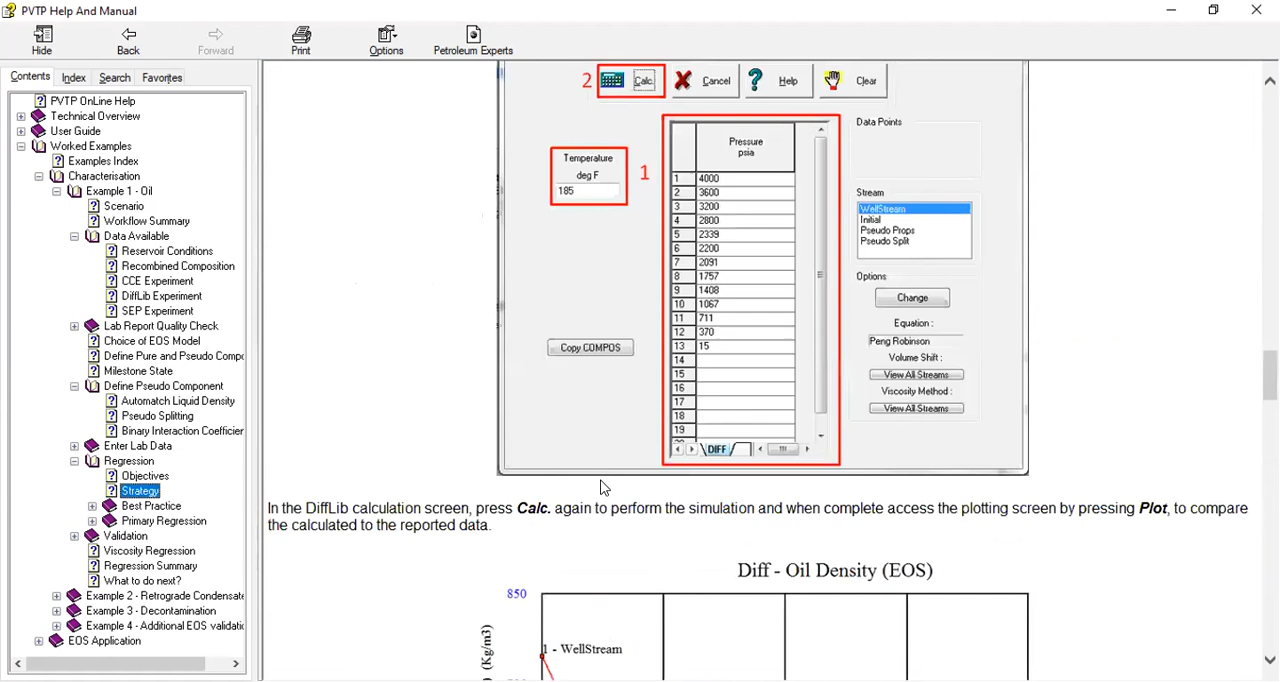 PVTP Help And Manual
Hide
Back
Forward
Print
Options
Petroleum Experts
Contents
Index
Search
Favorites
PVTP OnLine Help
Technical Overview
User Guide
Worked Examples
Examples Index
Characterisation
Example 1 - Oil
Scenario
Workflow Summary
Data Available
Reservoir Conditions
Recombined Composition
CCE Experiment
DiffLib Experiment
SEP Experiment
Lab Report Quality Check
Choice of EOS Model
Define Pure and Pseudo Compo
Milestone State
Define Pseudo Component
Automatch Liquid Density
Pseudo Splitting
Binary Interaction Coefficier
Enter Lab Data
Regression
Objectives
Strategy
Best Practice
Primary Regression
Validation
Viscosity Regression
Regression Summary
What to do next?
Example 2 - Retrograde Condensate
Example 3 - Decontamination
Example 4 - Additional EOS validatio
EOS Application
2
Calc.
Cancel
Help
Clear
Temperature
deg F
185
1
Copy COMPOS
Pressure
psia
1 4000
2 3600
3 3200
4 2800
5 2339
6 2200
7 2091
8 1757
9 1408
10 1067
11 711
12 370
13 15
14
15
16
17
18
19
DIFF
Data Points
Stream
WellStream
Initial
Pseudo Props
Pseudo Split
Options
Change
Equation :
Peng Robinson
Volume Shift :
View All Streams
Viscosity Method :
View All Streams
In the DiffLib calculation screen, press Calc. again to perform the simulation and when complete access the plotting screen by pressing Plot, to compare
the calculated to the reported data.
Diff - Oil Density (EOS)
850
1 - WellStream
(Kg/m3)